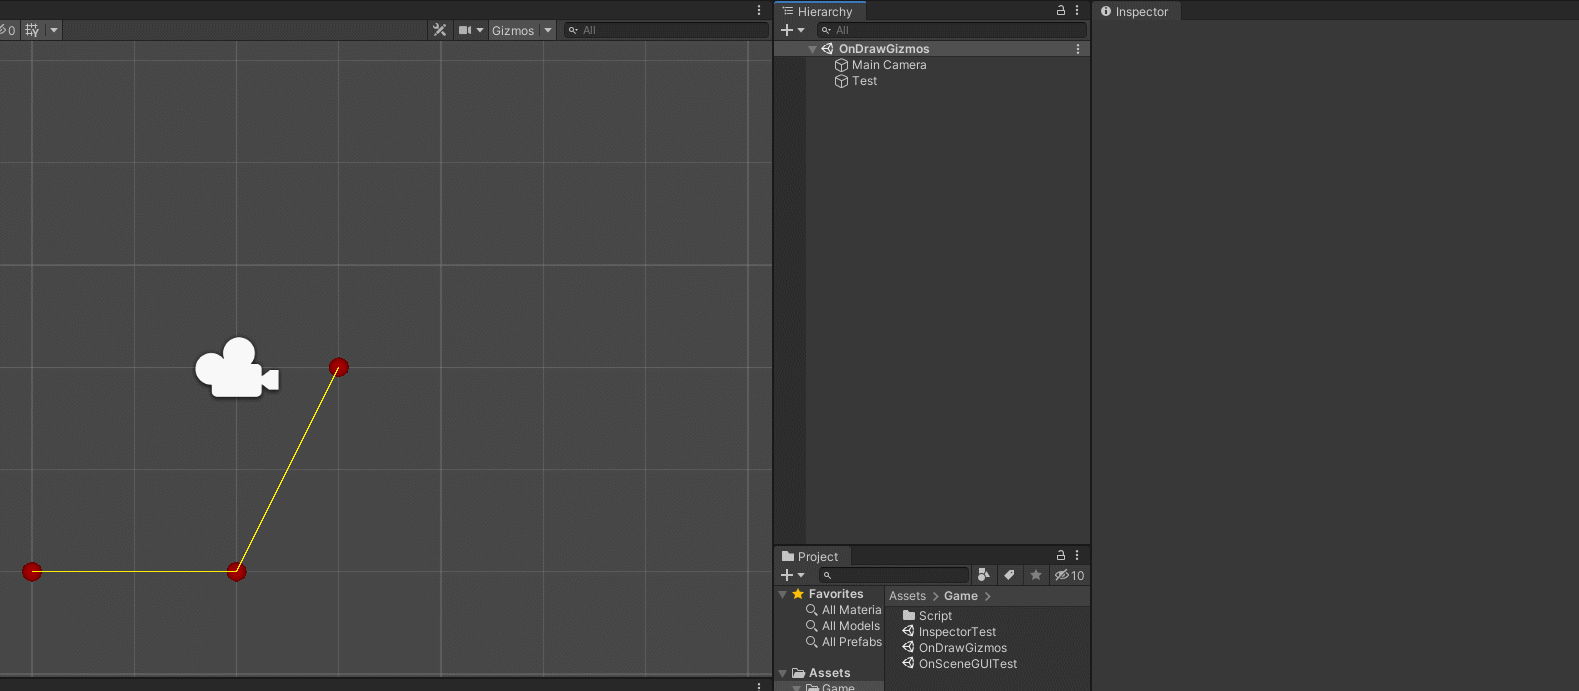 Hierarchy
Inspector
0
Gizmos
All
All
OnDrawGizmos
Main Camera
Test
Project
10
Favorites
All Materia
All Models
All Prefabs
Assets
Game
Assets > Game >
Script
InspectorTest
OnDrawGizmos
OnSceneGUITest